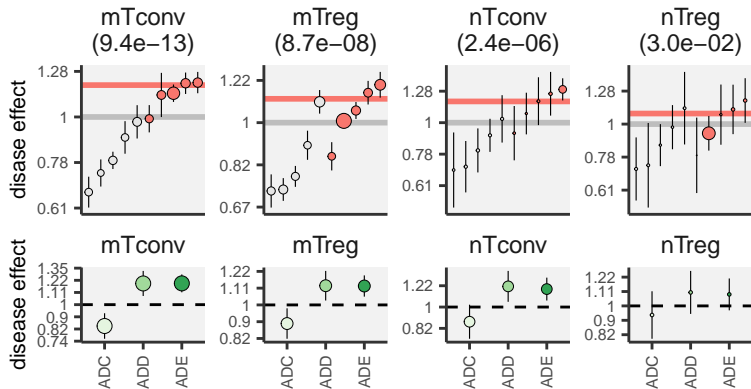 mTconv
(9.4e−13)
mTreg
(8.7e−08)
nTconv
(2.4e−06)
nTreg
(3.0e−02)
disase effect
1.28
1
0.78
0.61
1.22
1
0.82
0.67
1.28
1
0.78
0.61
1.28
1
0.78
0.61
mTconv
mTreg
nTconv
nTreg
disease effect
1.35
1.22
1.11
1
0.9
0.82
0.74
1.22
1.11
1
0.9
0.82
1.22
1
0.82
1.22
1.11
1
0.9
0.82
ADC
ADD
ADE
ADC
ADD
ADE
ADC
ADD
ADE
ADC
ADD
ADE